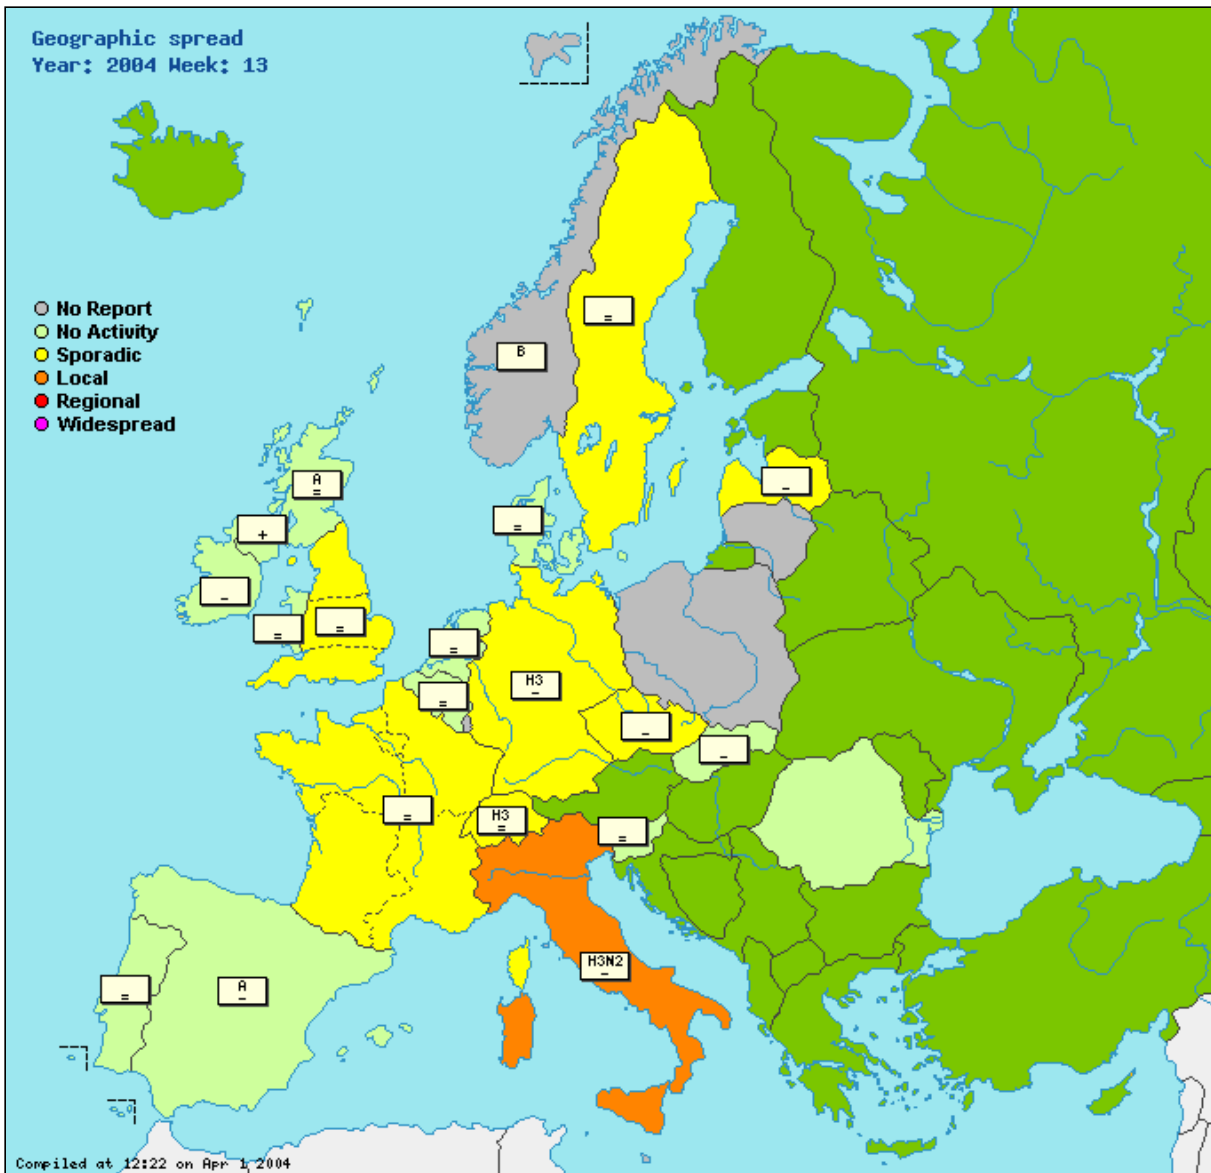 Geographic spread
Year: 2004 Week: 13
No Report
No Activity
Sporadic
Local
Regional
Widespread
=
B
A
=
=
-
+
-
=
=
=
=
H3
-
-
-
=
H3
=
=
H3N2
-
=
A
-
Compiled at 12:22 on Apr 1 2004